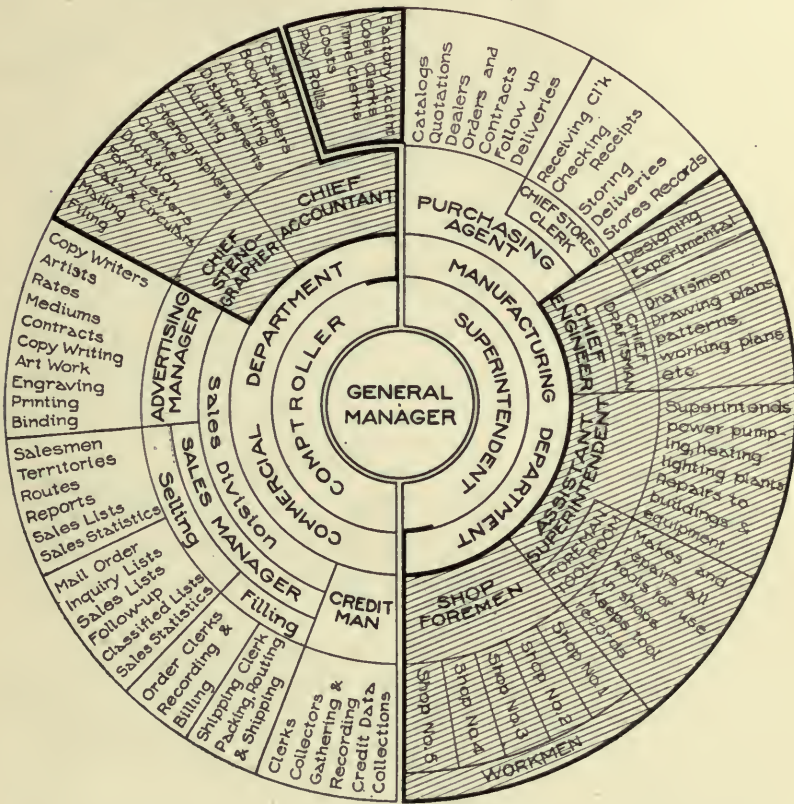 GENERAL
MANAGER
COMPTROLLER
SUPERINTENDENT
COMMERCIAL DEPARTMENT
MANUFACTURING DEPARTMENT
PURCHASING
AGENT
Catalogs
Quotations
Dealers
Orders and
Contracts
Follow up
Deliveries
CHIEF STORES
CLERK
Receiving Cl'k
Checking
Receipts
Storing
Deliveries
Stores Records
CHIEF
ENGINEER
Designing
Experimental
CHIEF
DRAFTSMAN
Draftsmen
Drawing plans,
patterns,
working plans
etc.
ASSISTANT
SUPERINTENDENT
Superintends
power pump-
ing, heating
lighting plants
Repairs to
buildings &
equipment
FOREMAN
TOOL ROOM
Makes and
repairs all
tools for use
in shops
Keeps tool
records
SHOP
FOREMEN
Shop No.1
Shop No.2
Shop No.3
Shop No.4
Shop No.5
WORKMEN
CREDIT
MAN
Clerks
Collectors
Gathering &
Recording
Credit Data
Collections
Sales Division
SALES MANAGER
Filling
Order Clerks
Recording &
Billing
Shipping Clerk
Packing, Routing
& Shipping
Selling
Mail Order
Inquiry Lists
Sales Lists
Follow-up
Classified Lists
Sales Statistics
Salesmen
Territories
Routes
Reports
Sales Lists
Sales Statistics
ADVERTISING
MANAGER
Copy Writers
Artists
Rates
Mediums
Contracts
Copy Writing
Art Work
Engraving
Printing
Binding
CHIEF
STENO-
GRAPHER
Stenographers
Clerks
Dictation
Form Letters
Cat's & Circulars
Mailing
Filing
CHIEF
ACCOUNTANT
Cashier
Bookkeepers
Accounting
Disbursements
Auditing
Cost Clerks
Time Clerks
Costs
Pay Rolls